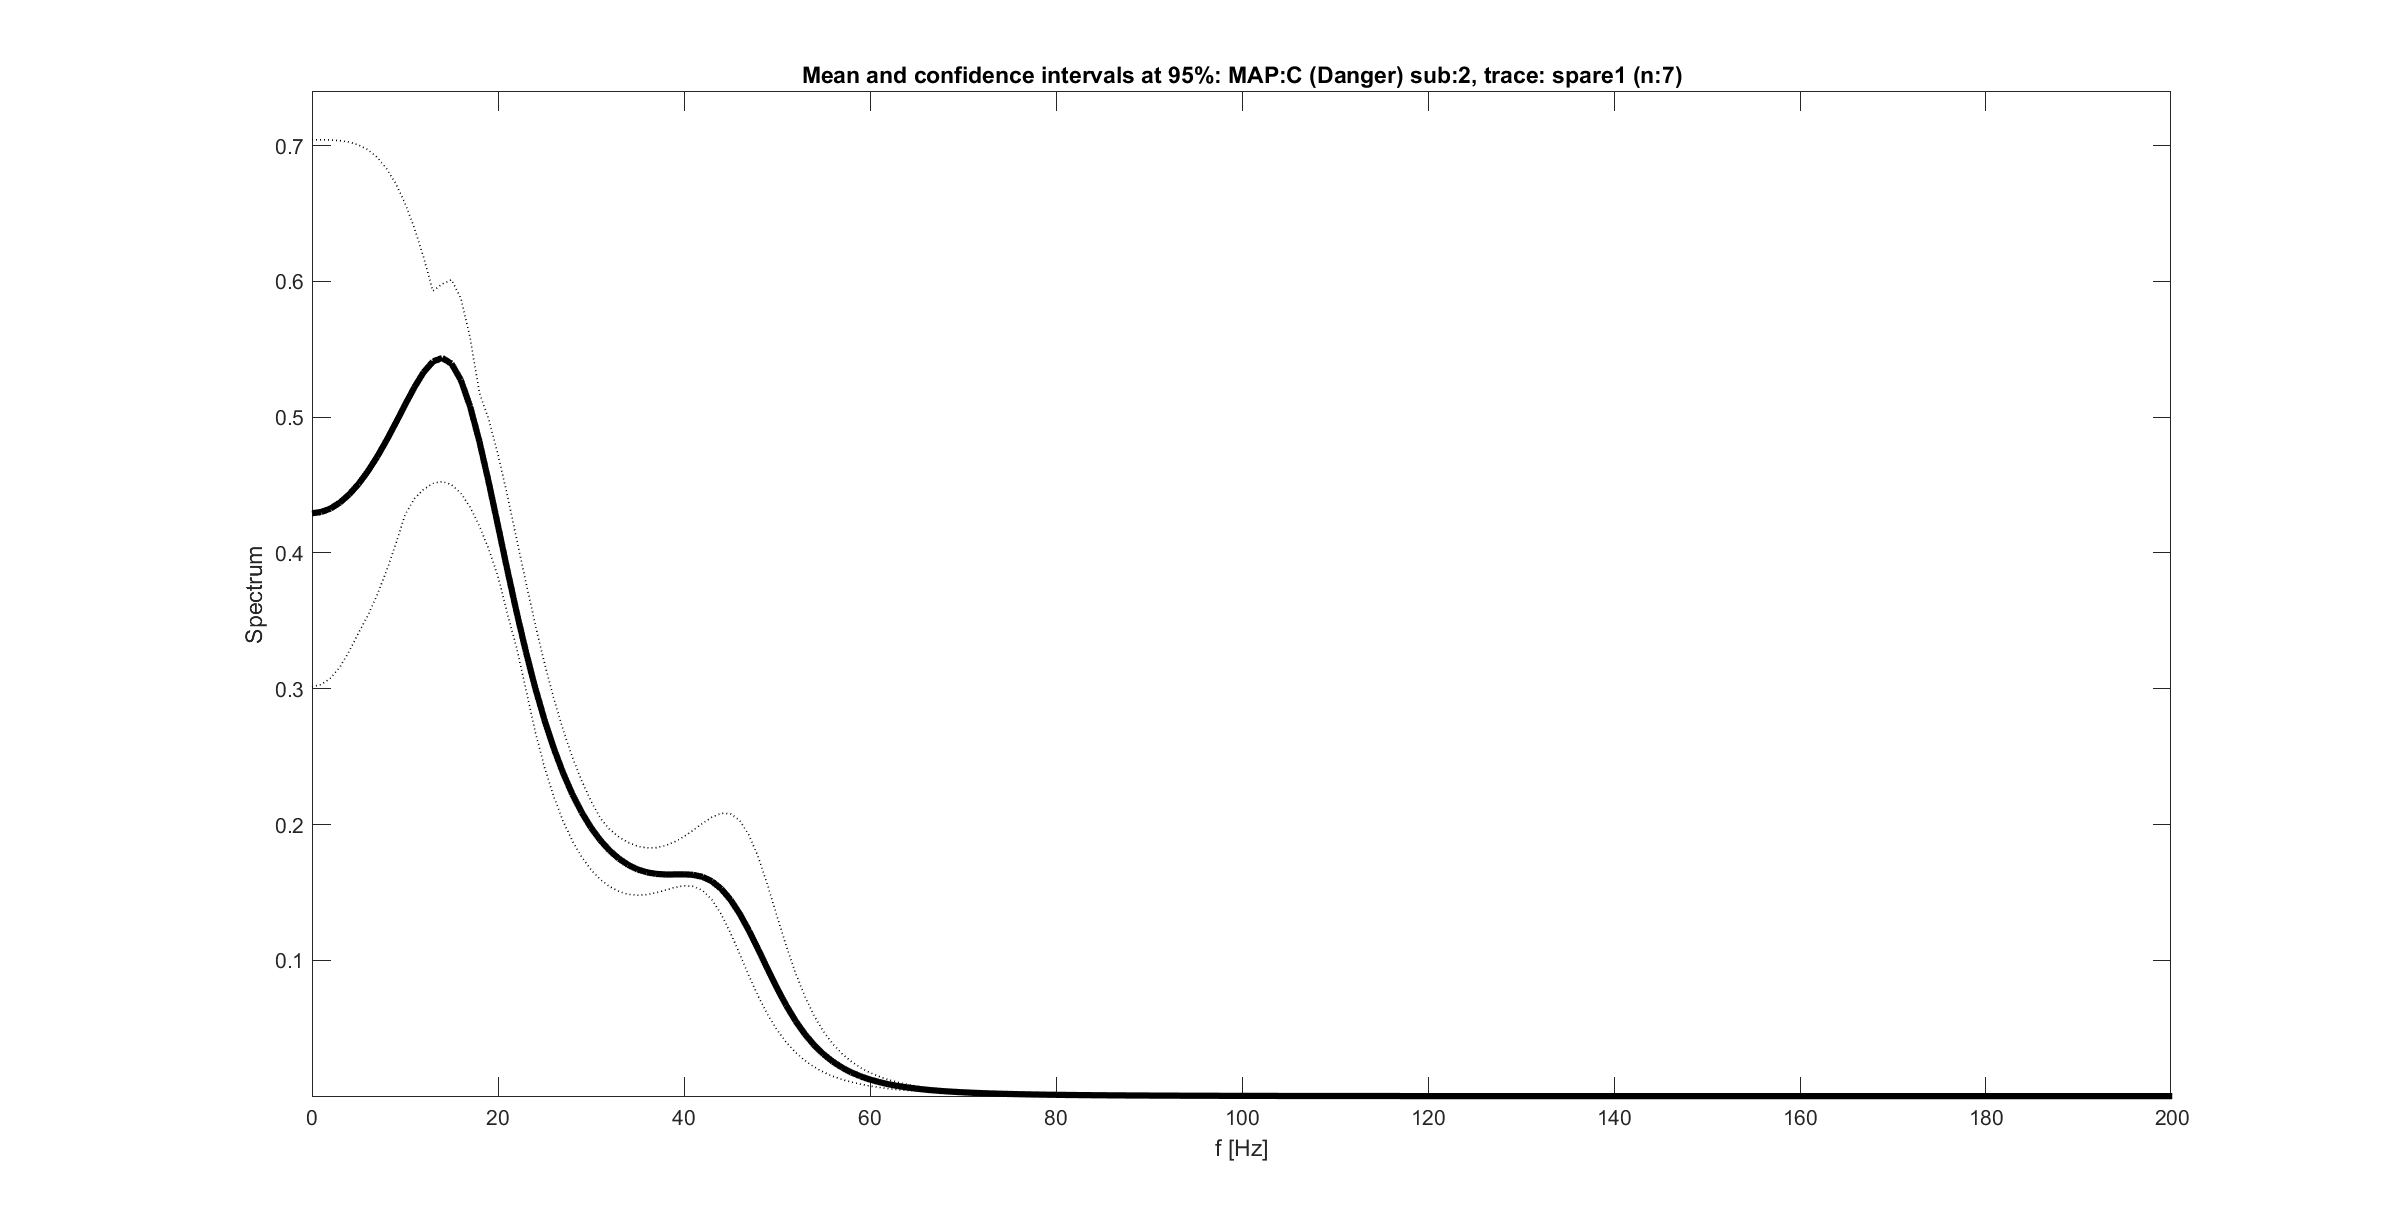 Mean and confidence intervals at 95%: MAP:C (Danger) sub:2, trace: spare1 (n:7)
0.7
0.6
0.5
0.4
0.3
0.2
0.1
Spectrum
0 20 40 60 80 100 120 140 160 180 200
f [Hz]